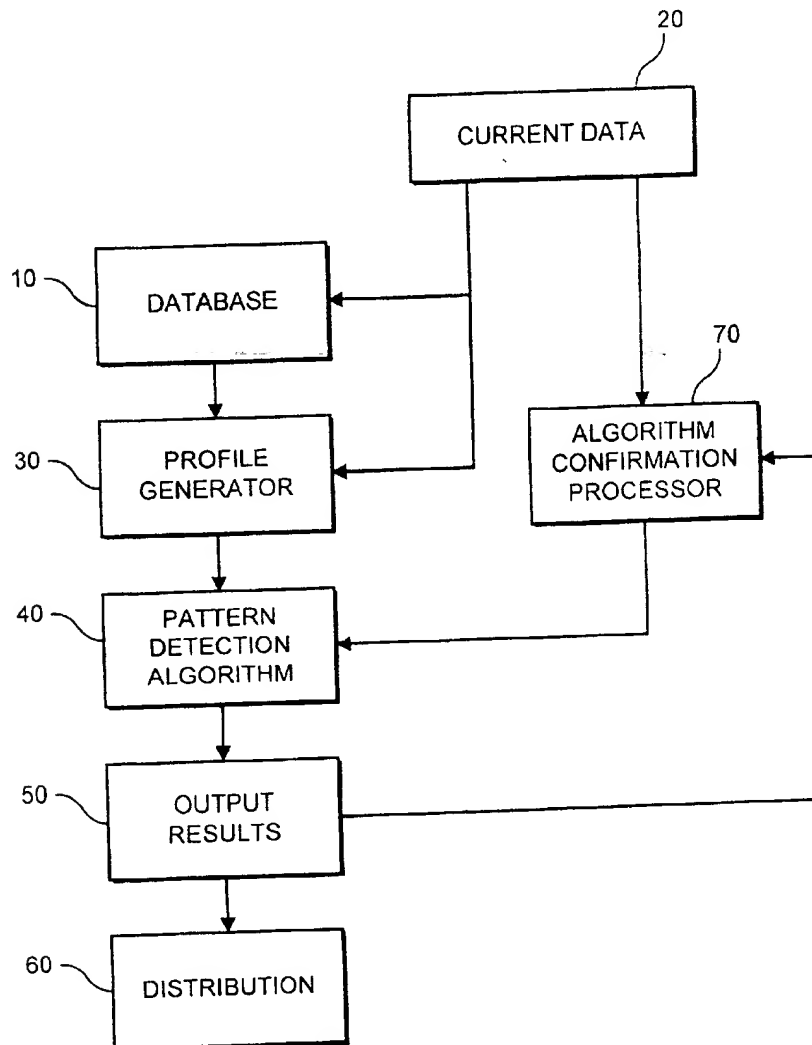 20
CURRENT DATA
10
DATABASE
70
ALGORITHM
CONFIRMATION
PROCESSOR
30
PROFILE
GENERATOR
40
PATTERN
DETECTION
ALGORITHM
50
OUTPUT
RESULTS
60
DISTRIBUTION